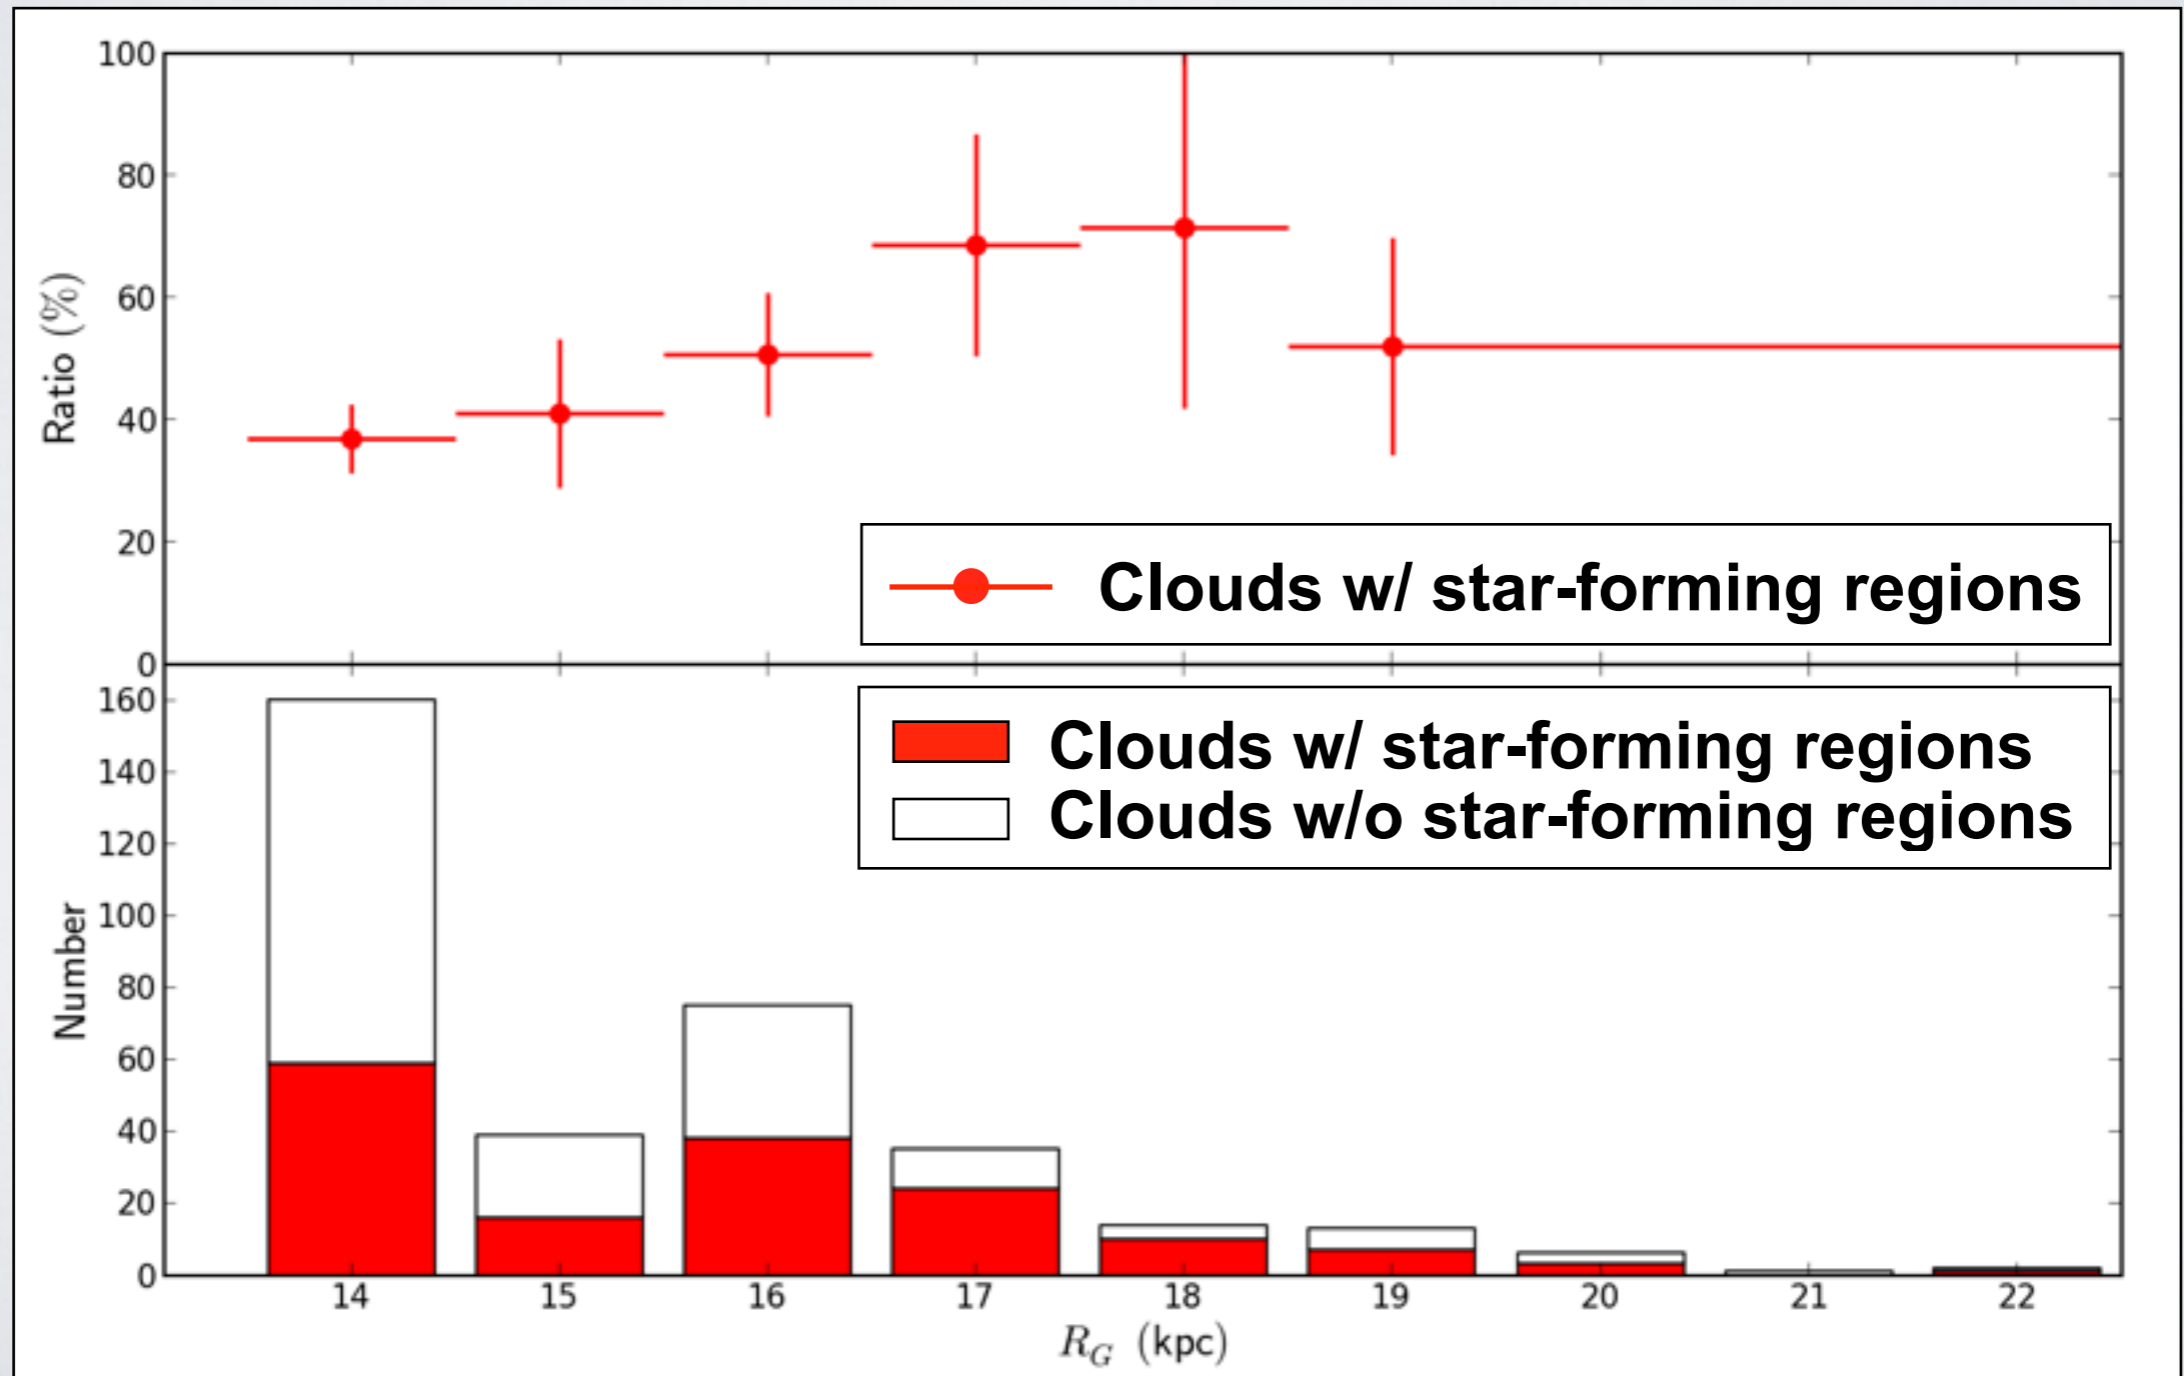 100
80
60
40
20
0
Ratio (%)
Clouds w/ star-forming regions
160
140
120
100
80
60
40
20
0
Number
Clouds w/ star-forming regions
Clouds w/o star-forming regions
14 15 16 17 18 19 20 21 22
R_G (kpc)